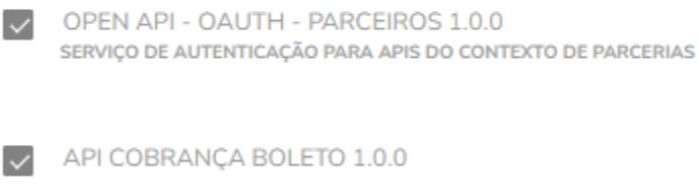 OPEN API - OAUTH - PARCEIROS 1.0.0
SERVIÇO DE AUTENTICAÇÃO PARA APIS DO CONTEXTO DE PARCERIAS
API COBRANÇA BOLETO 1.0.0